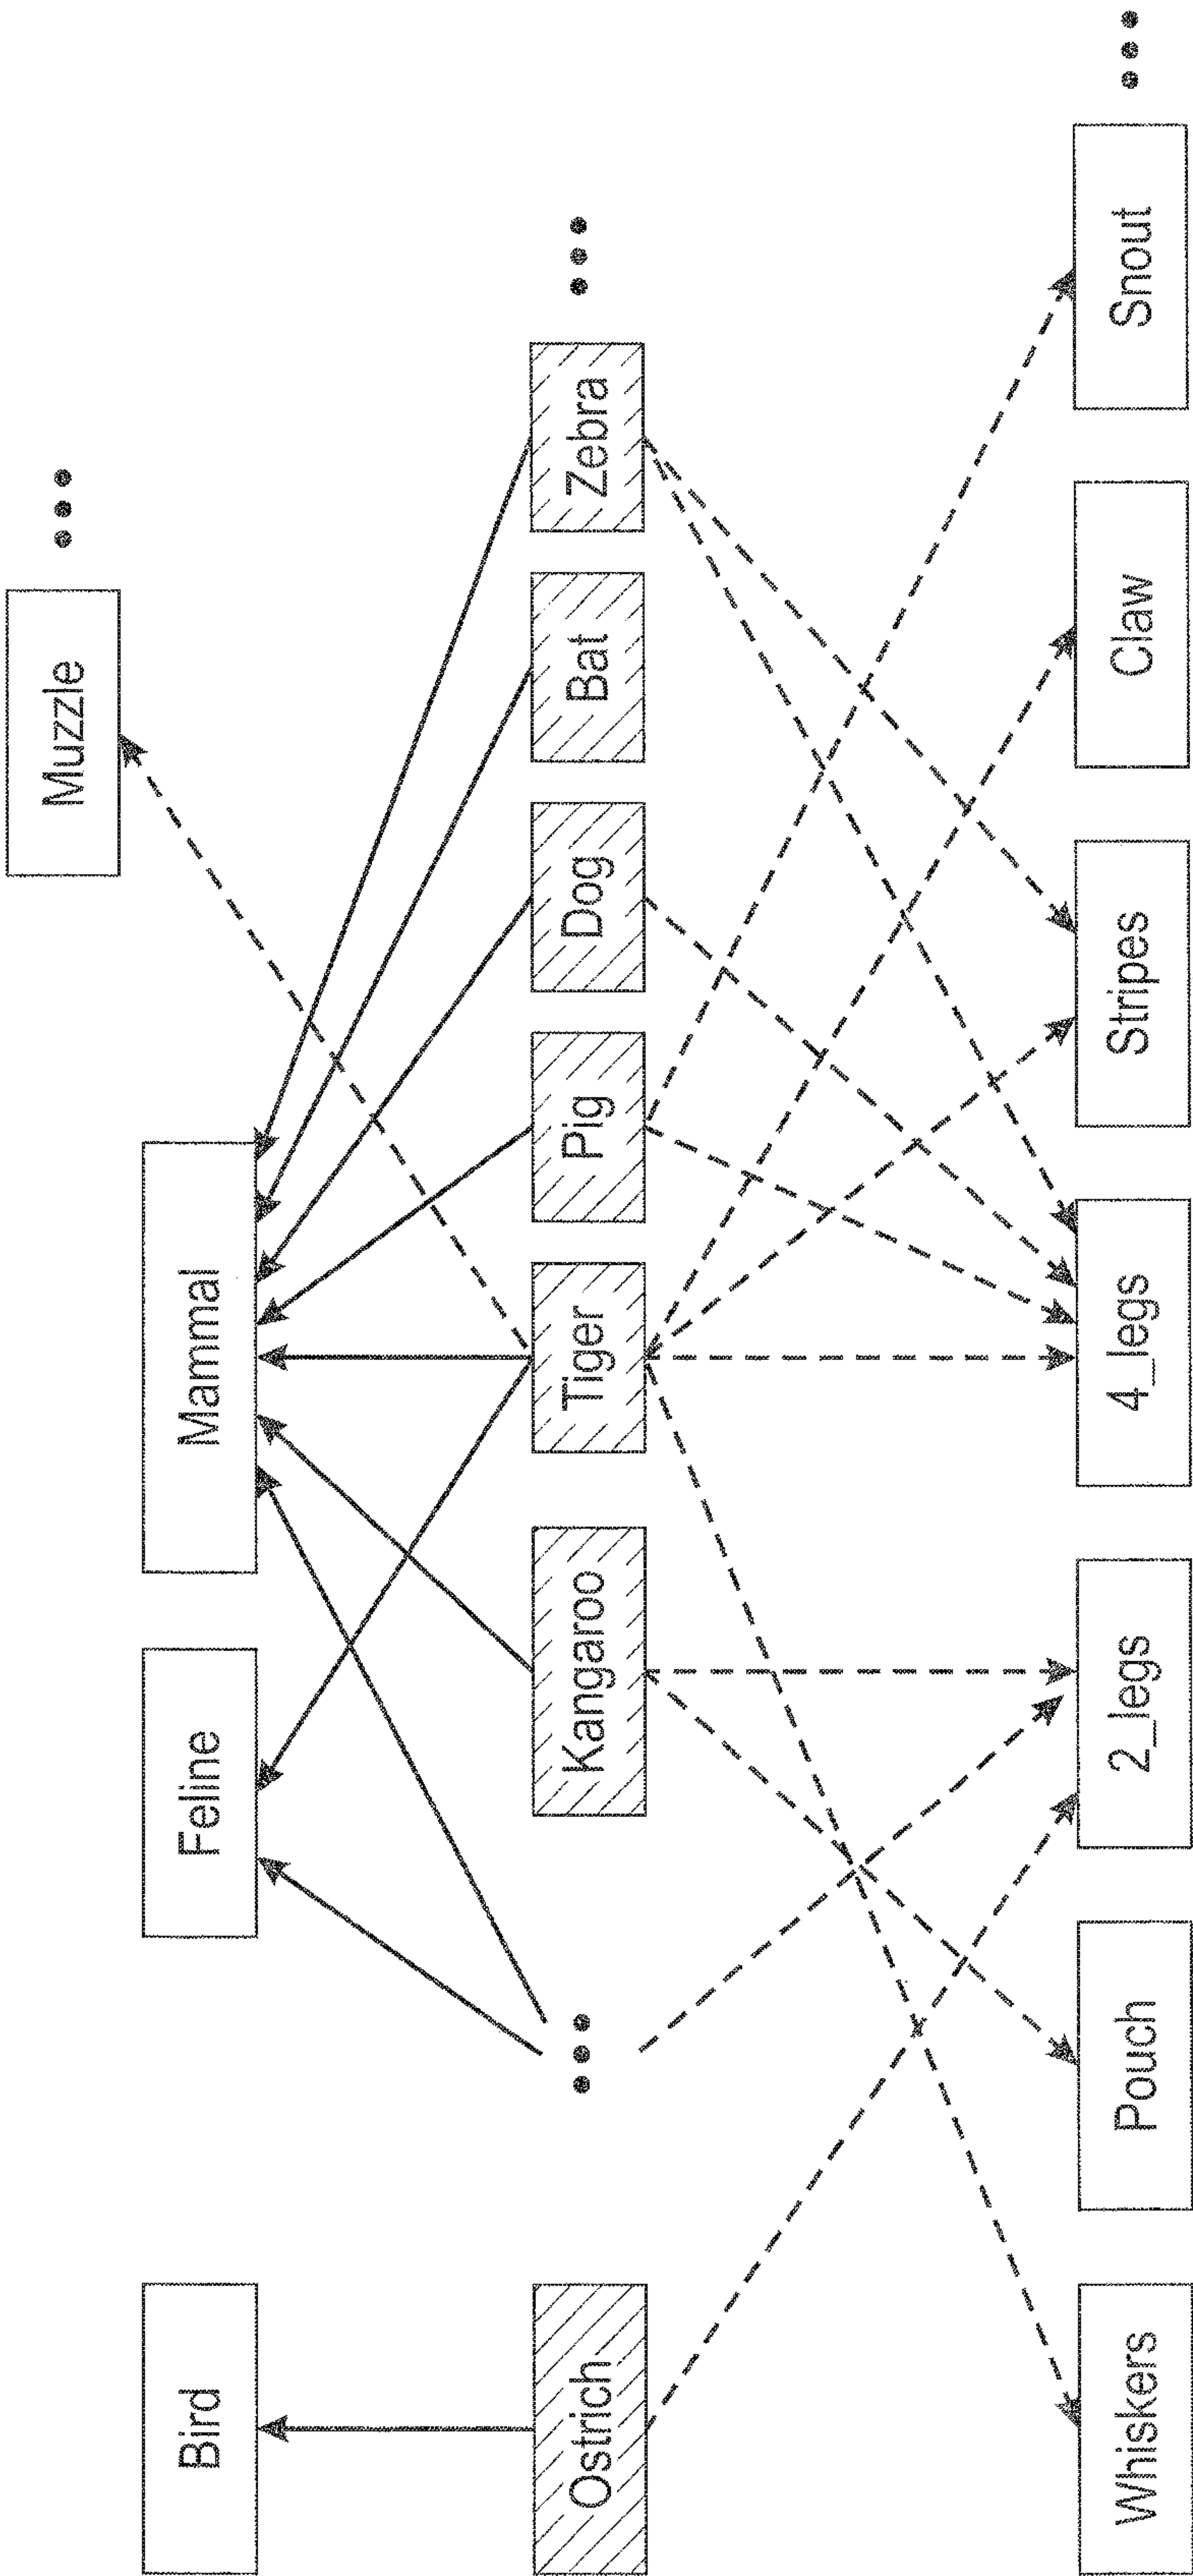 Muzzle
Bird
Feline
Mammal
Ostrich
Kangaroo
Tiger
Pig
Dog
Bat
Zebra
Whiskers
Pouch
2_legs
4_legs
Stripes
Claw
Snout